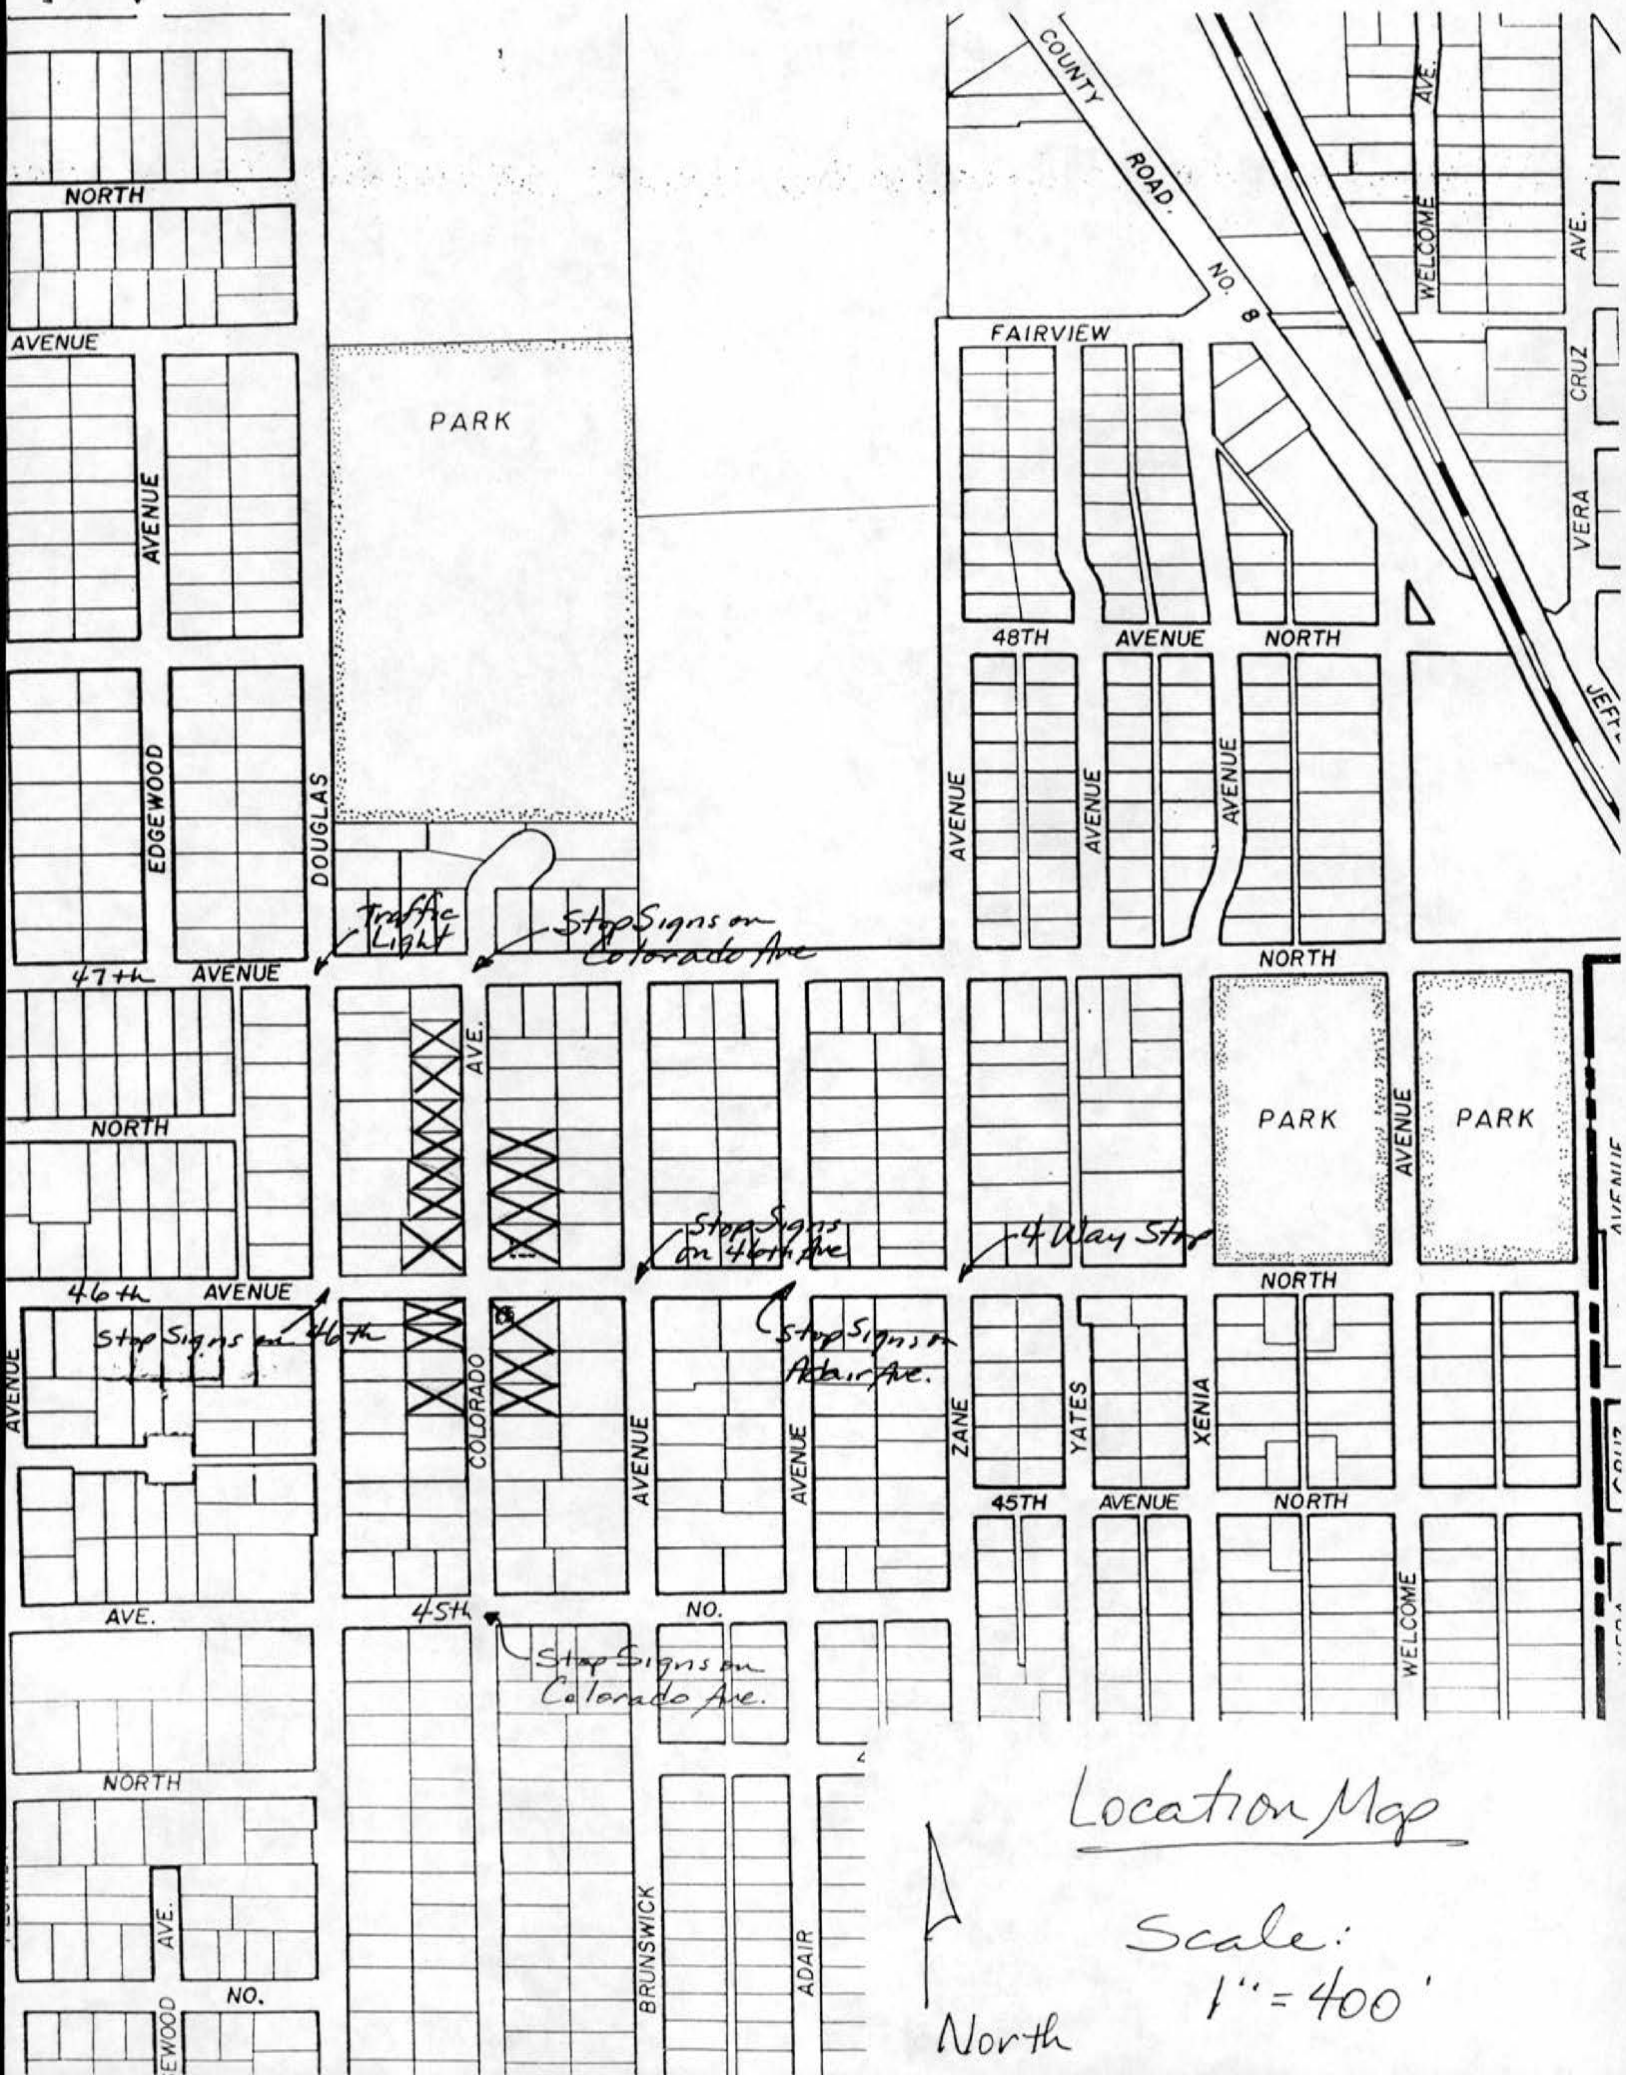 COUNTY
ROAD.
NO. 8
AVE.
WELCOME
AVE.
CRUZ
VERA
NORTH
AVENUE
FAIRVIEW
PARK
AVENUE
EDGEWOOD
DOUGLAS
48TH AVENUE NORTH
AVENUE
AVENUE
AVENUE
Traffic
Light
Stop Signs on
Colorado Ave
47th AVENUE
NORTH
AVE.
NORTH
PARK
AVENUE
PARK
AVENUE
Stop Signs
on 46th Ave
4 Way Stop
46th AVENUE
NORTH
Stop Signs on 46th
Stop Signs on
Adair Ave.
AVENUE
COLORADO
AVENUE
AVENUE
ZANE
YATES
XENIA
CRUZ
45TH AVENUE NORTH
WELCOME
AVE.
45th
NO.
Stop Signs on
Colorado Ave.
NORTH
AVE.
NO.
BRUNSWICK
ADAIR
Location Map
Scale:
1" = 400'
North